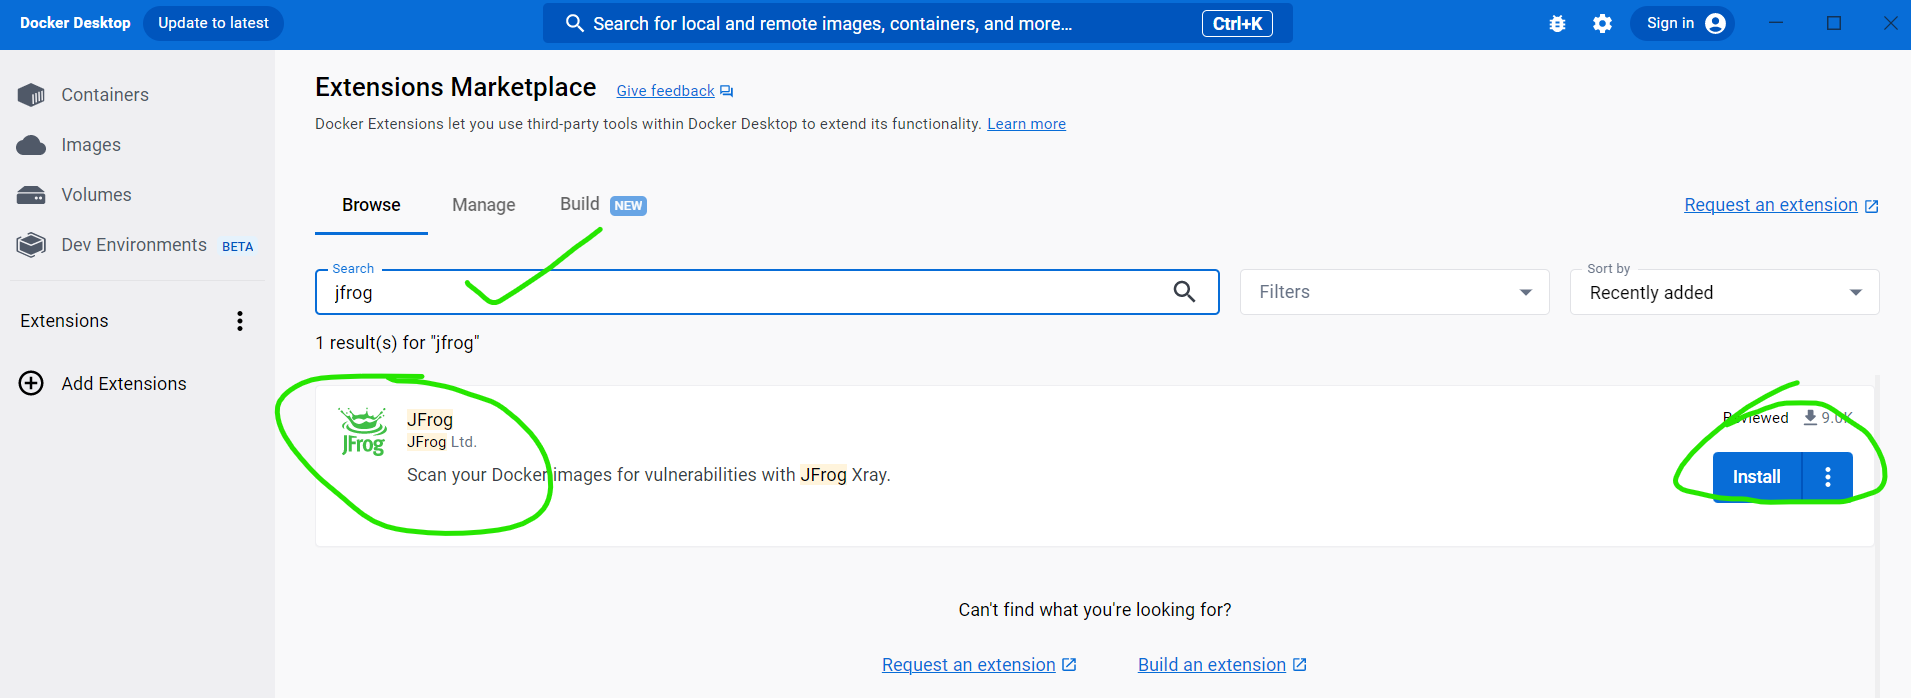 Docker Desktop Update to latest Search for local and remote images, containers, and more... Ctrl+K Sign in
Containers
Images
Volumes
Dev Environments BETA
Extensions
Add Extensions
Extensions Marketplace Give feedback
Docker Extensions let you use third-party tools within Docker Desktop to extend its functionality. Learn more
Browse Manage Build NEW
Request an extension
Search
jfrog
Filters
Sort by
Recently added
1 result(s) for "jfrog"
JFrog
JFrog
JFrog Ltd.
Scan your Docker images for vulnerabilities with JFrog Xray.
Reviewed 9.0K
Install
Can't find what you're looking for?
Request an extension Build an extension